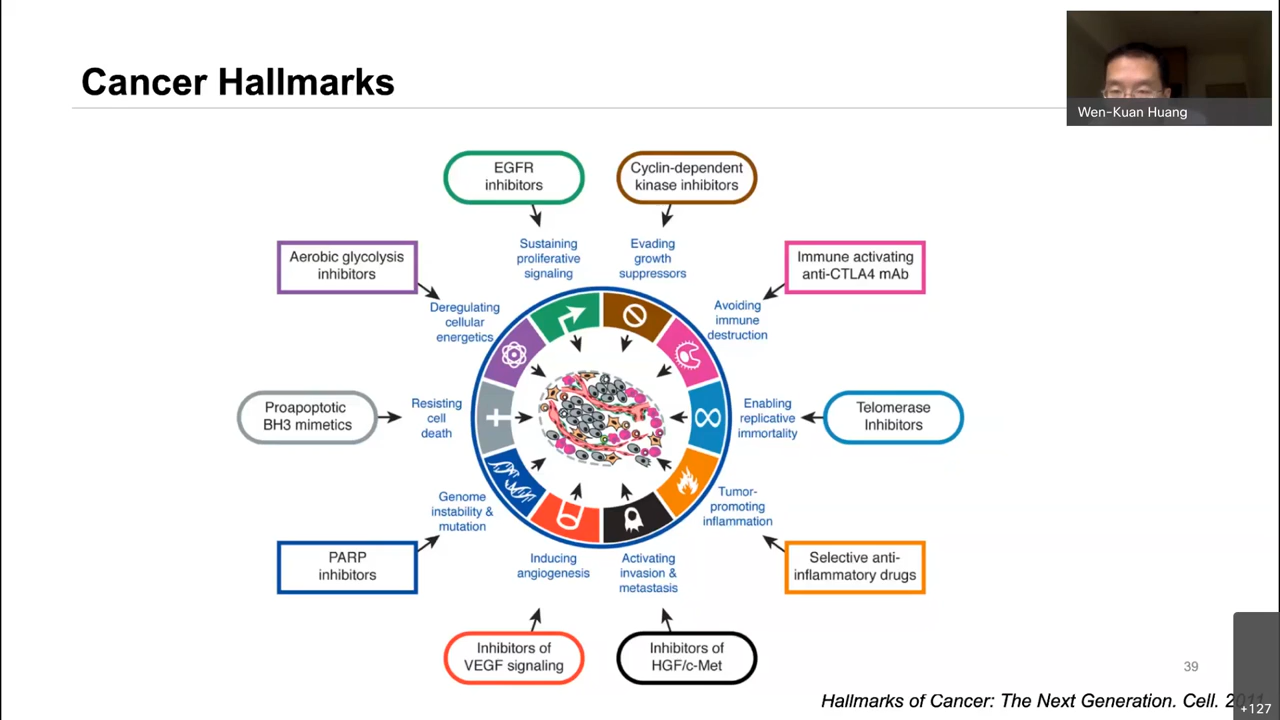 Cancer Hallmarks
Wen-Kuan Huang
EGFR
inhibitors
Cyclin-dependent
kinase inhibitors
Aerobic glycolysis
inhibitors
Sustaining
proliferative
signaling
Evading
growth
suppressors
Immune activating
anti-CTLA4 mAb
Deregulating
cellular
energetics
Avoiding
immune
destruction
Proapoptotic
BH3 mimetics
Resisting
cell
death
Enabling
replicative
immortality
Telomerase
Inhibitors
Genome
instability &
mutation
Tumor-
promoting
inflammation
PARP
inhibitors
Inducing
angiogenesis
Activating
invasion &
metastasis
Selective anti-
inflammatory drugs
Inhibitors of
VEGF signaling
Inhibitors of
HGF/c-Met
39
Hallmarks of Cancer: The Next Generation. Cell. 2011
+127